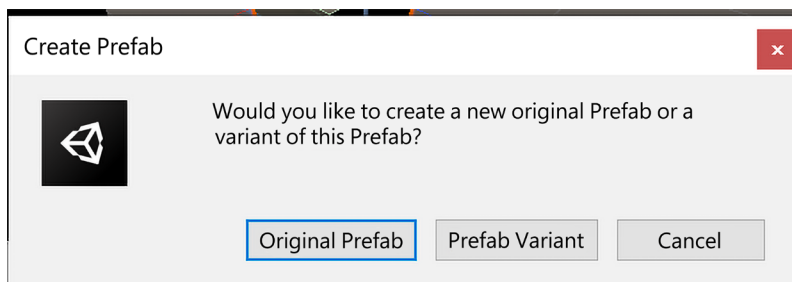 Create Prefab
x
Would you like to create a new original Prefab or a
variant of this Prefab?
Original Prefab
Prefab Variant
Cancel